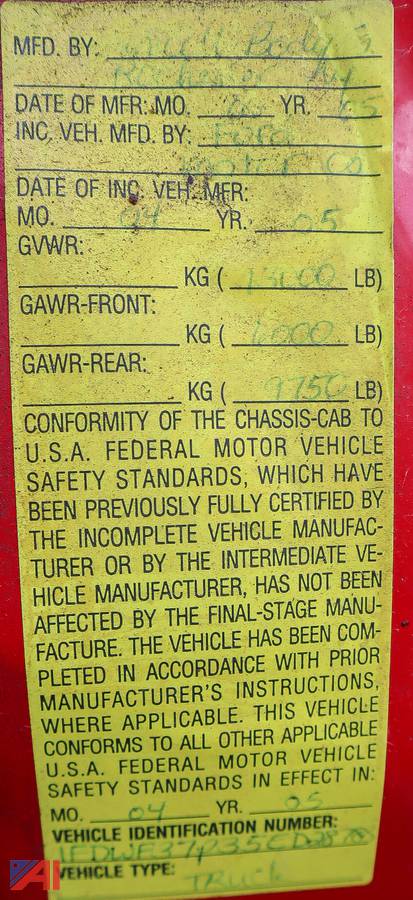 MFD. BY: Body
Rochester Ny
DATE OF MFR: MO. YR. 05
INC. VEH. MFD. BY: Ford
Motor Co
DATE OF INC. VEH. MFR:
MO. 04 YR. 05
GVWR:
KG ( 13000 LB)
GAWR-FRONT:
KG ( 6000 LB)
GAWR-REAR:
KG ( 9750 LB)
CONFORMITY OF THE CHASSIS-CAB TO
U.S.A. FEDERAL MOTOR VEHICLE
SAFETY STANDARDS, WHICH HAVE
BEEN PREVIOUSLY FULLY CERTIFIED BY
THE INCOMPLETE VEHICLE MANUFAC-
TURER OR BY THE INTERMEDIATE VE-
HICLE MANUFACTURER, HAS NOT BEEN
AFFECTED BY THE FINAL-STAGE MANU-
FACTURE. THE VEHICLE HAS BEEN COM-
PLETED IN ACCORDANCE WITH PRIOR
MANUFACTURER'S INSTRUCTIONS,
WHERE APPLICABLE. THIS VEHICLE
CONFORMS TO ALL OTHER APPLICABLE
U.S.A. FEDERAL MOTOR VEHICLE
SAFETY STANDARDS IN EFFECT IN:
MO. 04 YR. 05
VEHICLE IDENTIFICATION NUMBER:
VEHICLE TYPE: TRUCK
AI